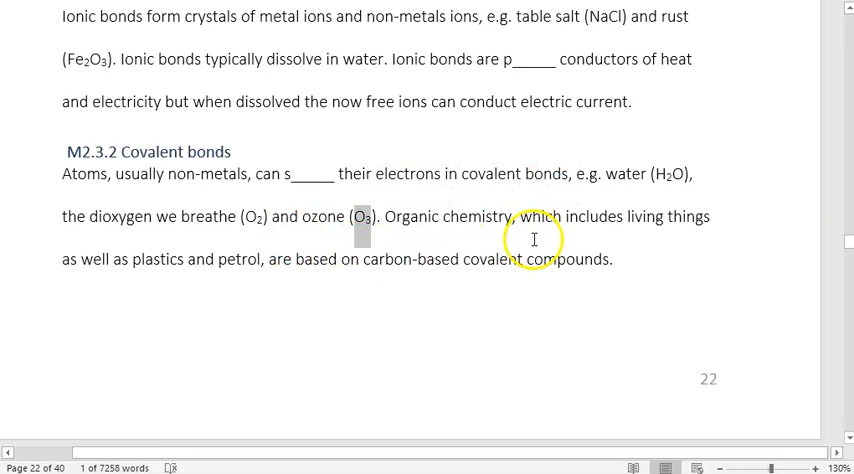 Ionic bonds form crystals of metal ions and non-metals ions, e.g. table salt (NaCl) and rust
(Fe₂O₃). Ionic bonds typically dissolve in water. Ionic bonds are p_____ conductors of heat
and electricity but when dissolved the now free ions can conduct electric current.
M2.3.2 Covalent bonds
Atoms, usually non-metals, can s_____ their electrons in covalent bonds, e.g. water (H₂O),
the dioxygen we breathe (O₂) and ozone (O₃). Organic chemistry, which includes living things
as well as plastics and petrol, are based on carbon-based covalent compounds.
22
Page 22 of 40 1 of 7258 words 130%